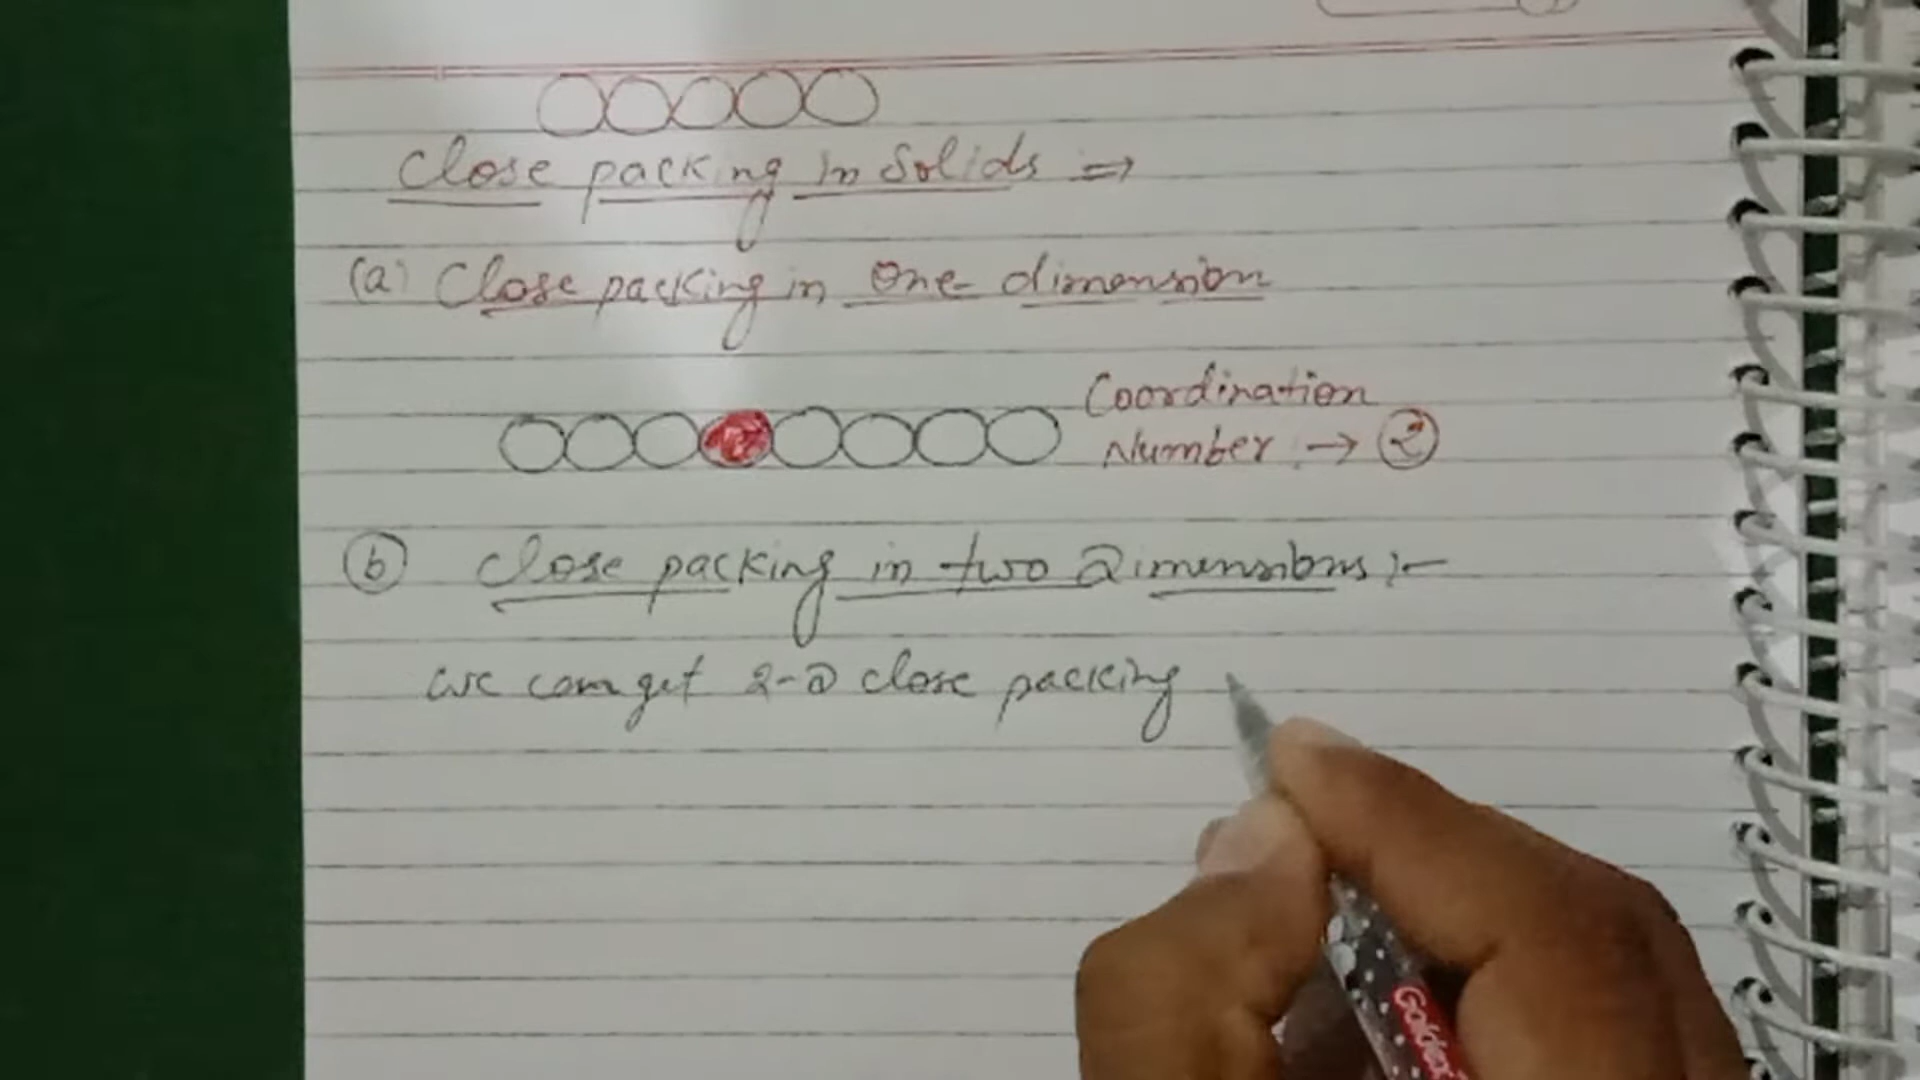 Close packing in Solids ⇒
(a) Close packing in One dimension
Coordination
Number → 2
(b) Close packing in two Dimensions :-
we can get 2-D close packing
Golde